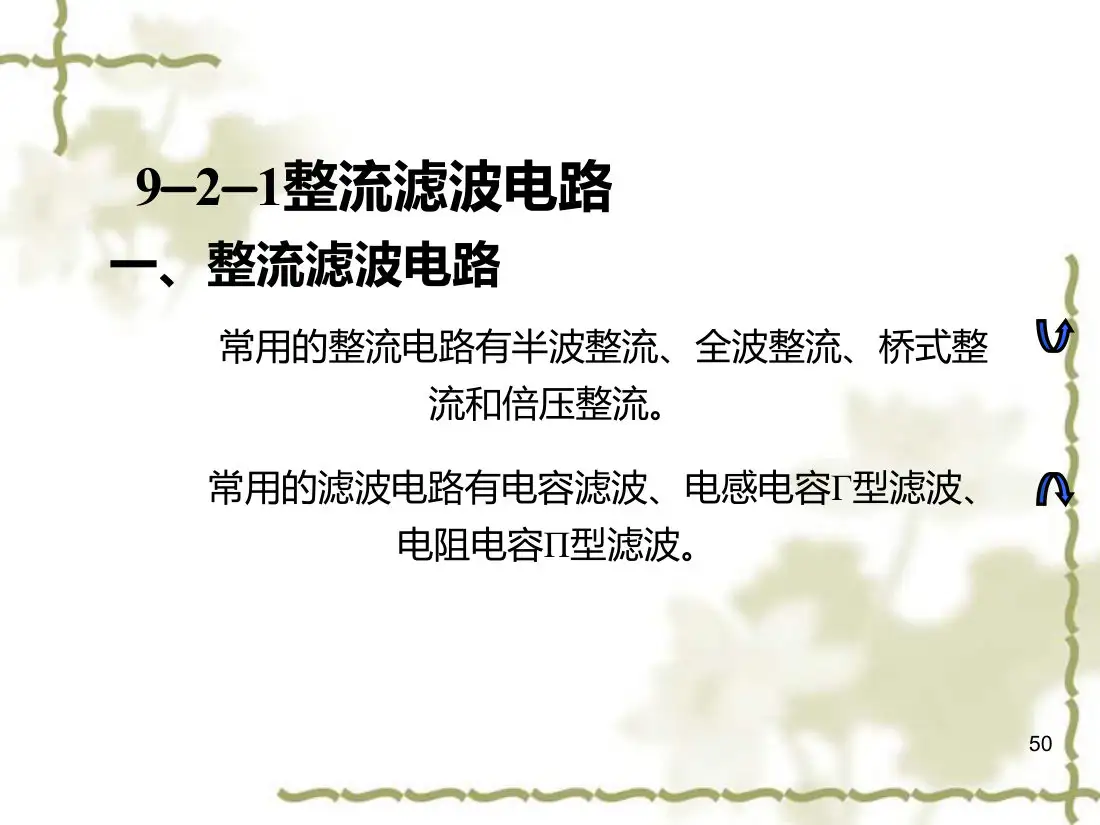 9–2–1整流滤波电路
一、整流滤波电路
常用的整流电路有半波整流、全波整流、桥式整
流和倍压整流。
常用的滤波电路有电容滤波、电感电容Γ型滤波、
电阻电容Π型滤波。
50